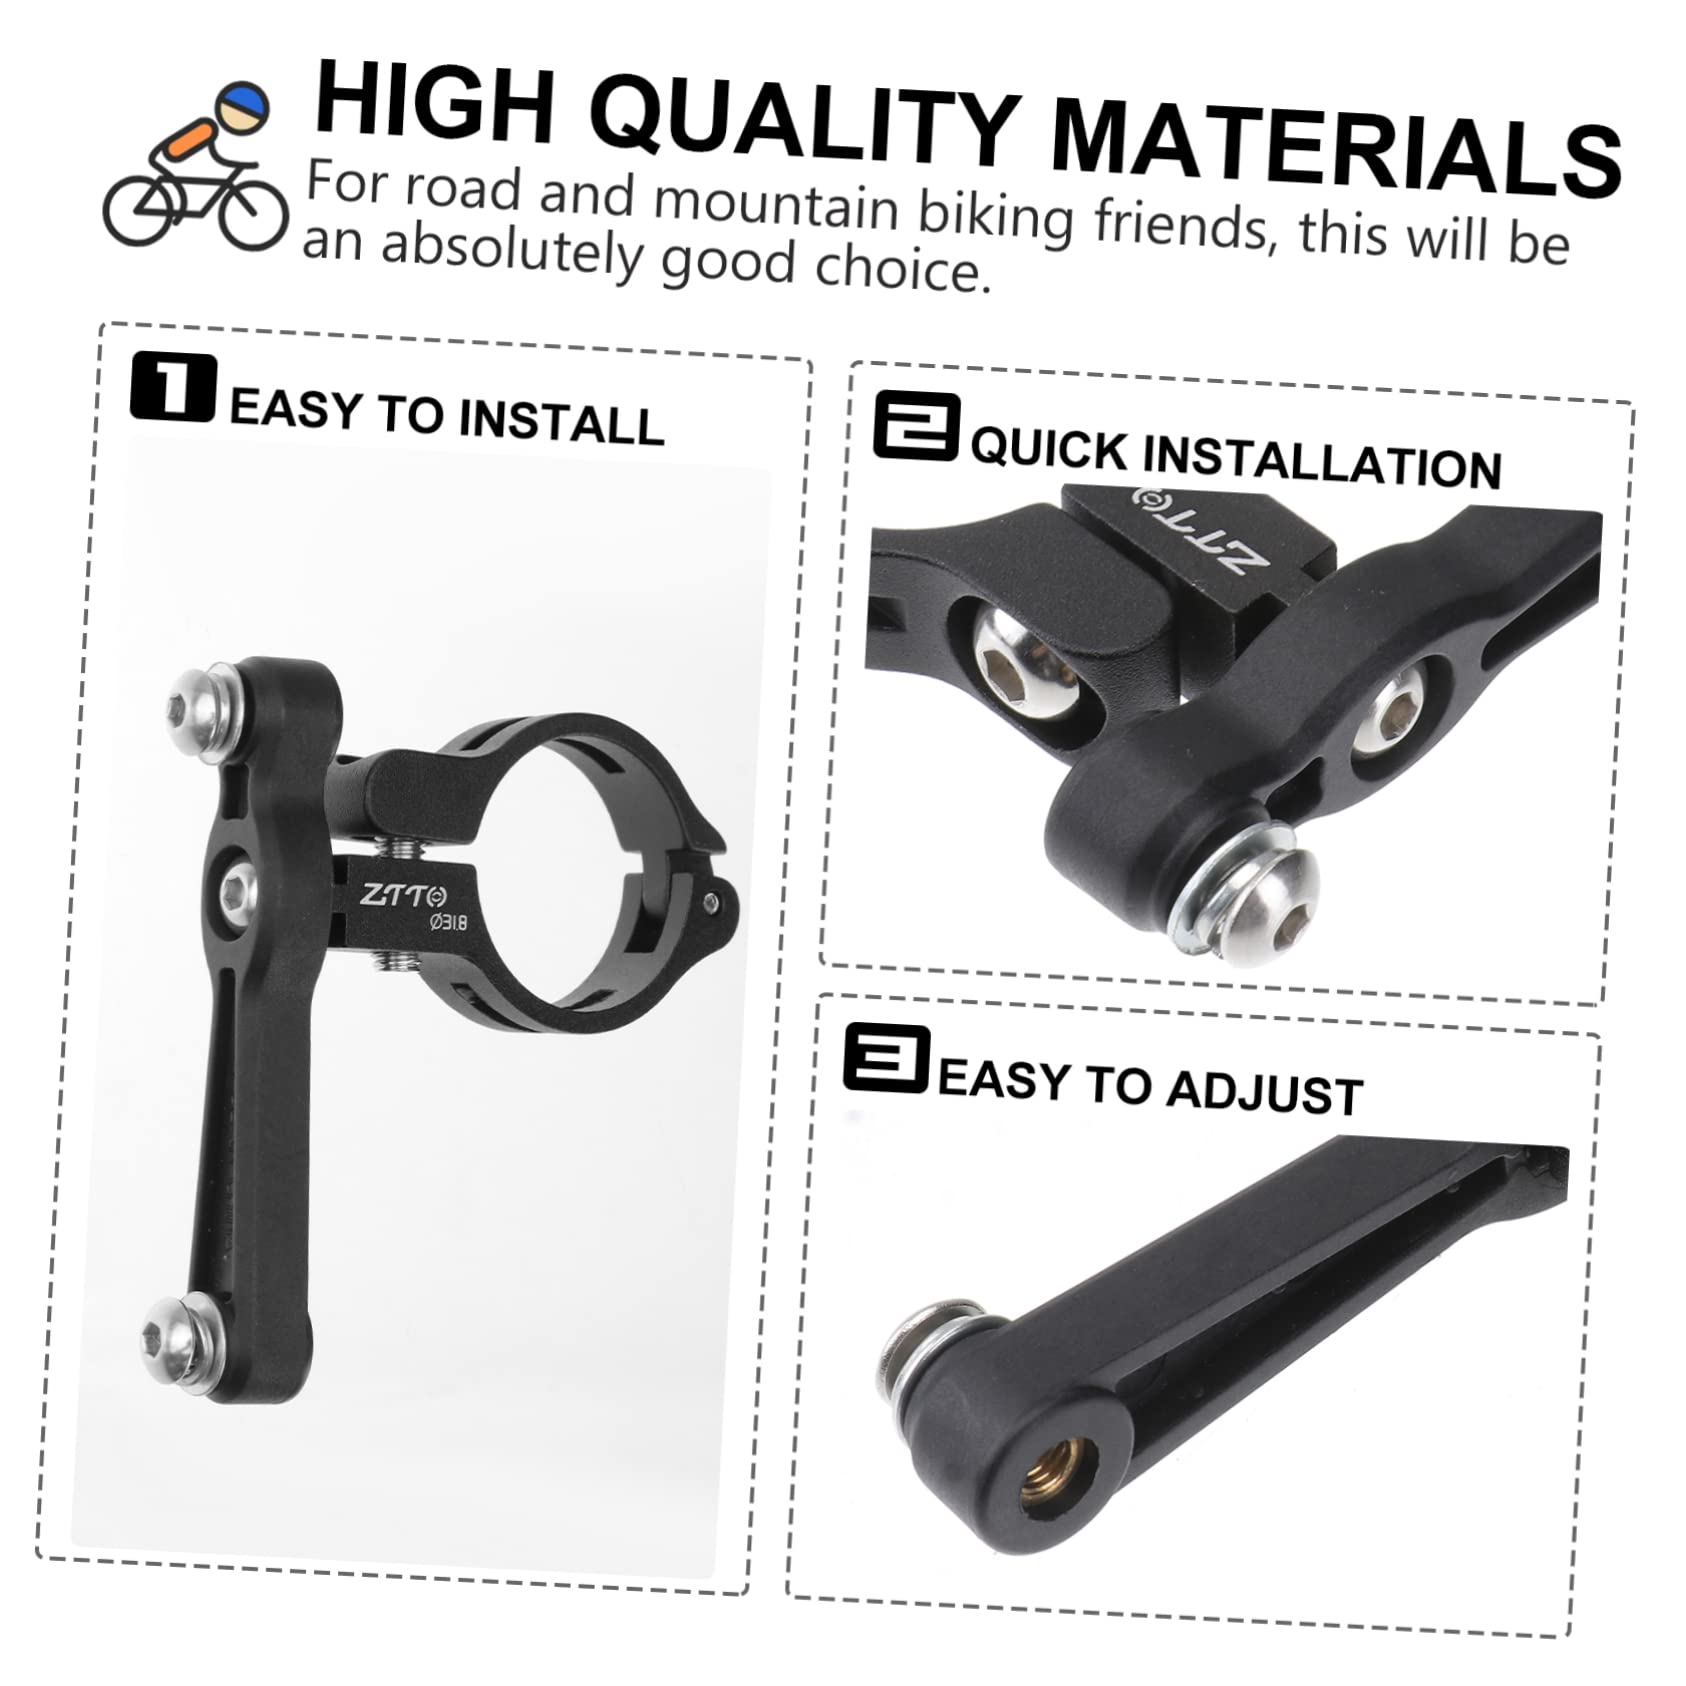 HIGH QUALITY MATERIALS
For road and mountain biking friends, this will be
an absolutely good choice.
1 EASY TO INSTALL
ZTTO
Ø31.8
2 QUICK INSTALLATION
ZTTO
3 EASY TO ADJUST